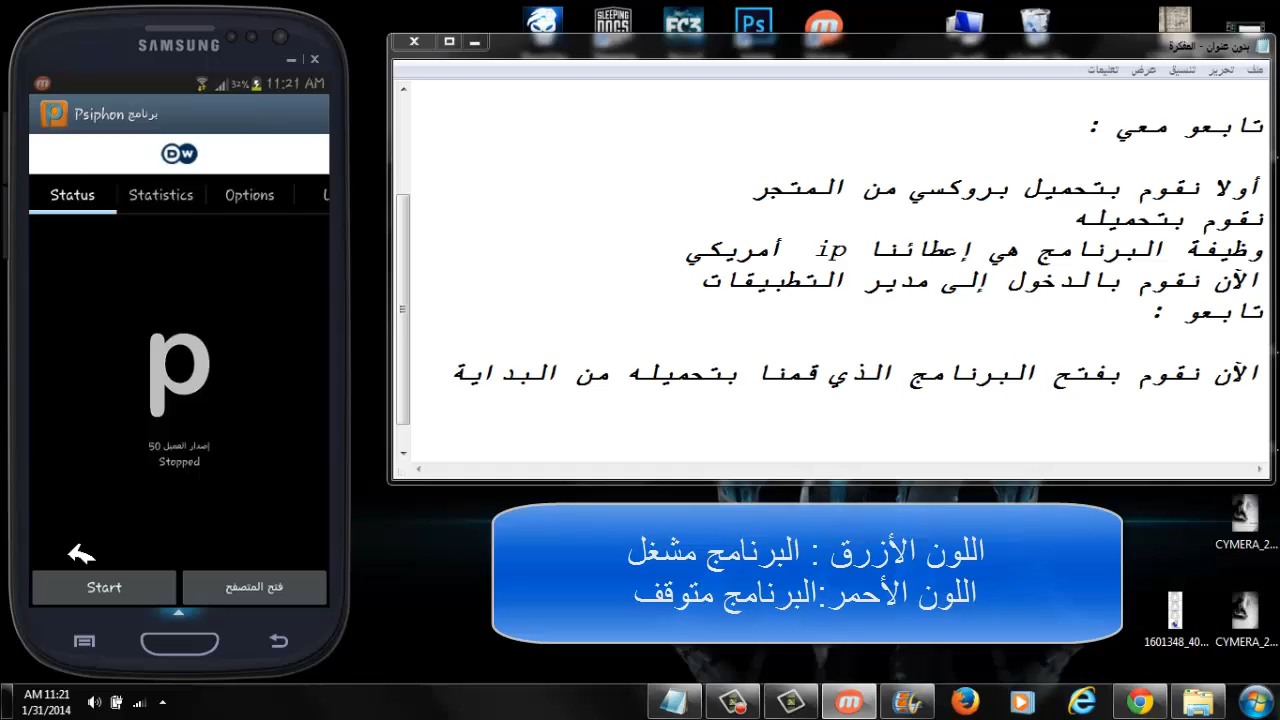 SAMSUNG
32% 11:21 AM
برنامج Psiphon
DW
Status Statistics Options
إصدار العميل 50
Stopped
Start فتح المتصفح
SLEEPING DOGS
FC3
Ps
بدون عنوان - المفكرة
ملف تحرير تنسيق عرض تعليمات
تابعو معي :
أولا نقوم بتحميل بروكسي من المتجر
نقوم بتحميله
وظيفة البرنامج هي إعطائنا ip أمريكي
الآن نقوم بالدخول إلى مدير التطبيقات
تابعو :
الآن نقوم بفتح البرنامج الذي قمنا بتحميله من البداية
اللون الأزرق : البرنامج مشغل
اللون الأحمر:البرنامج متوقف
CYMERA_2...
1601348_40... CYMERA_2...
AM 11:21
1/31/2014